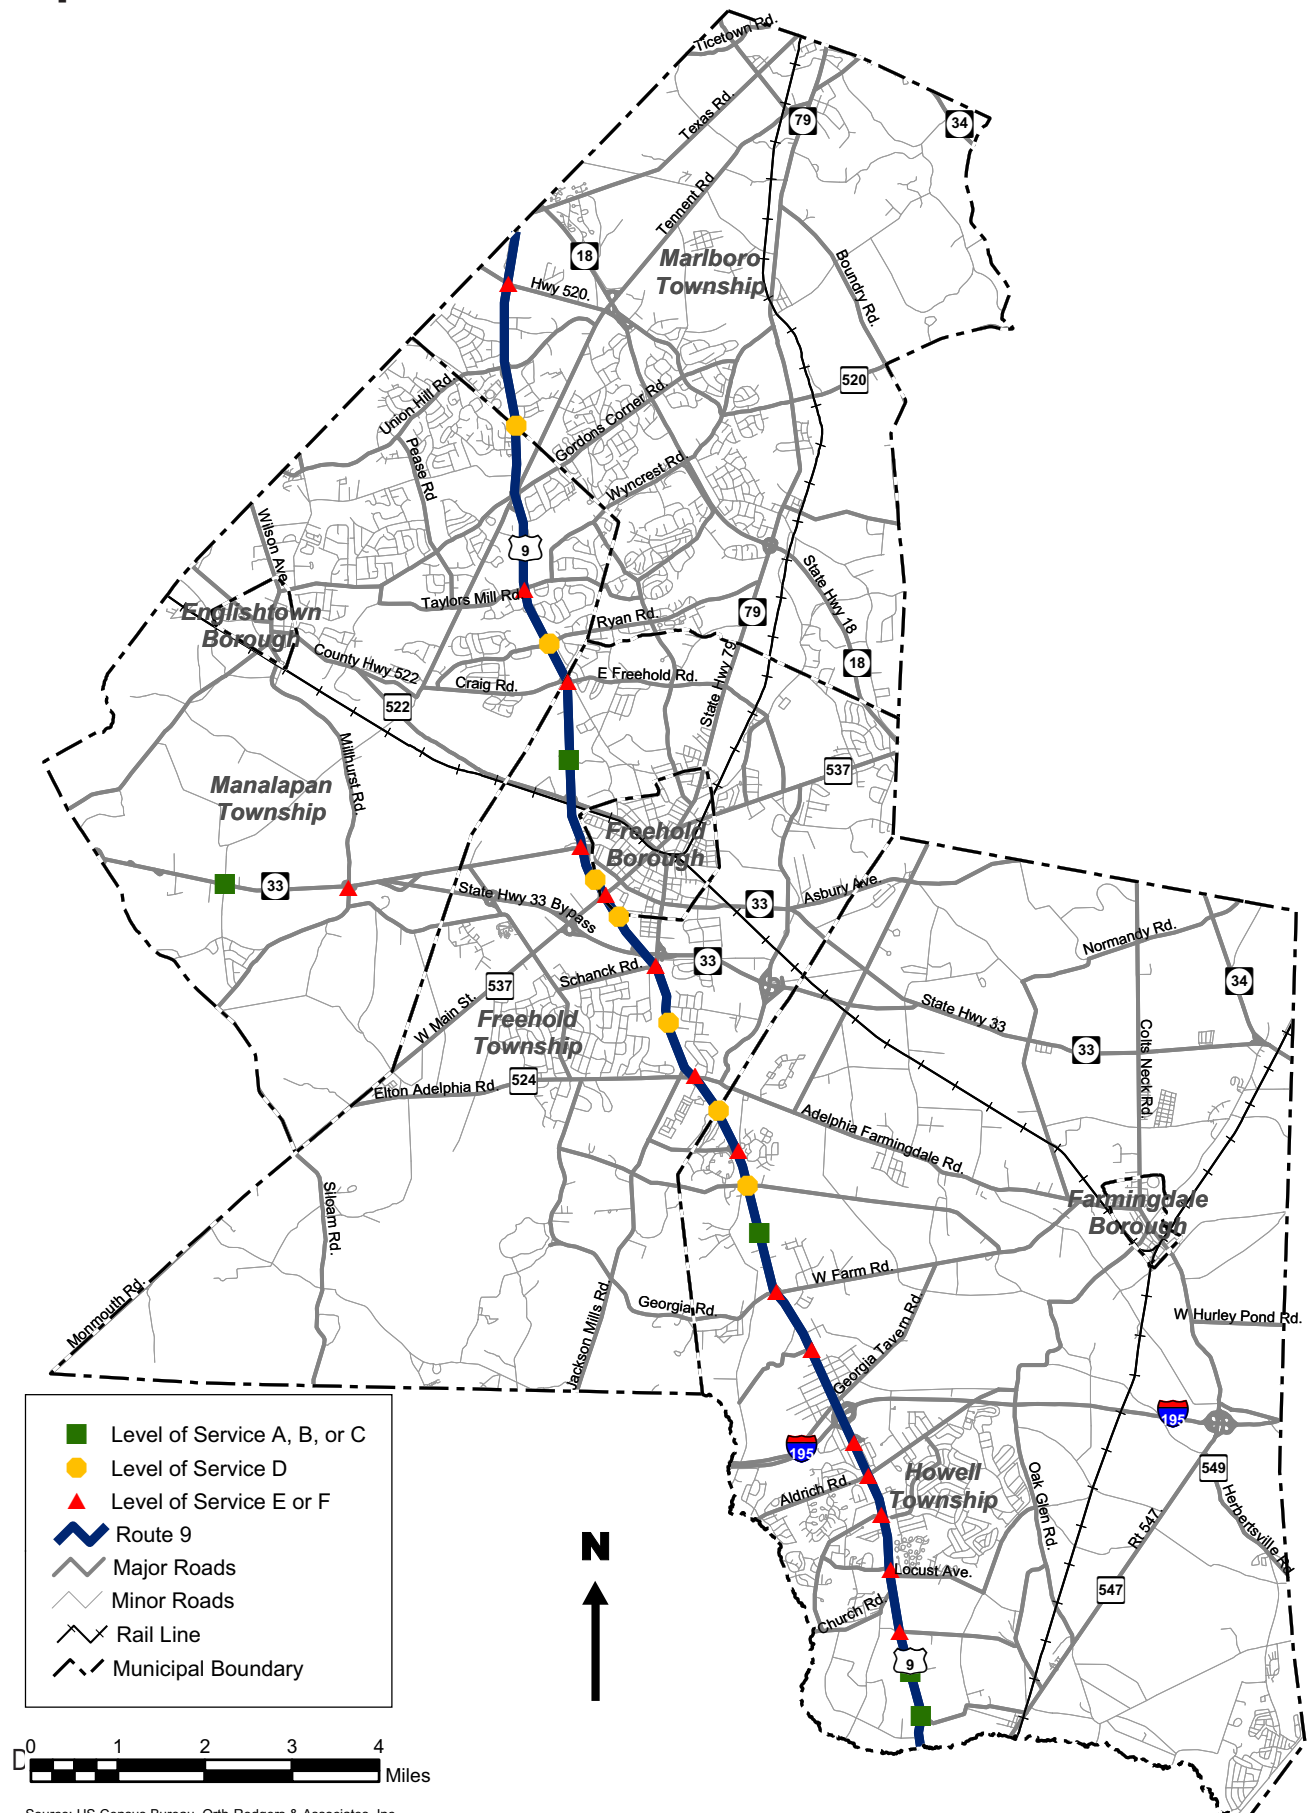 Ticetown Rd.
79
34
Texas Rd.
Tennent Rd
18
Marlboro
Township
Boundry Rd.
Hwy 520.
520
Union Hill Rd.
Gordons Corner Rd.
Pease Rd
Wyncrest Rd.
Wilson Ave.
9
State Hwy 18
Taylors Mill Rd
Englishtown
Borough
Ryan Rd.
79
18
County Hwy 522
Craig Rd.
E Freehold Rd.
State Hwy 79
522
537
Millhurst Rd.
Manalapan
Township
Freehold
Borough
33
State Hwy 33 Bypass
Asbury Ave.
33
Normandy Rd.
33
34
Schanck Rd.
537
W Main St.
Freehold
Township
State Hwy 33
33
Colts Neck Rd.
524
Elton Adelphia Rd.
Adelphia Farmingdale Rd.
Farmingdale
Borough
Siloam Rd.
W Farm Rd.
Monmouth Rd.
Georgia Rd.
Jackson Mills Rd.
Georgia Tavern Rd.
W Hurley Pond Rd.
195
195
Howell
Township
Aldrich Rd.
Oak Glen Rd.
549
Herbertsville Rd
Rt 547.
547
Locust Ave.
Church Rd.
9
Level of Service A, B, or C
Level of Service D
Level of Service E or F
Route 9
Major Roads
Minor Roads
Rail Line
Municipal Boundary
N
0 1 2 3 4
Miles
Source: US Census Bureau, Orth-Rodgers & Associates, Inc.